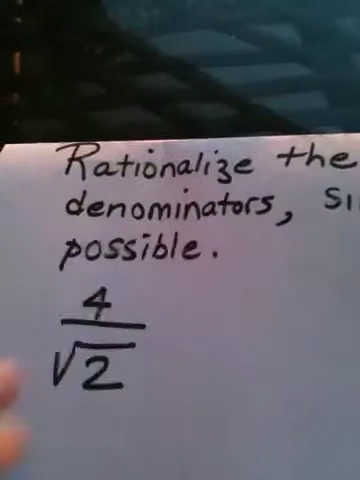 Rationalize the
denominators,
possible.
4
√2